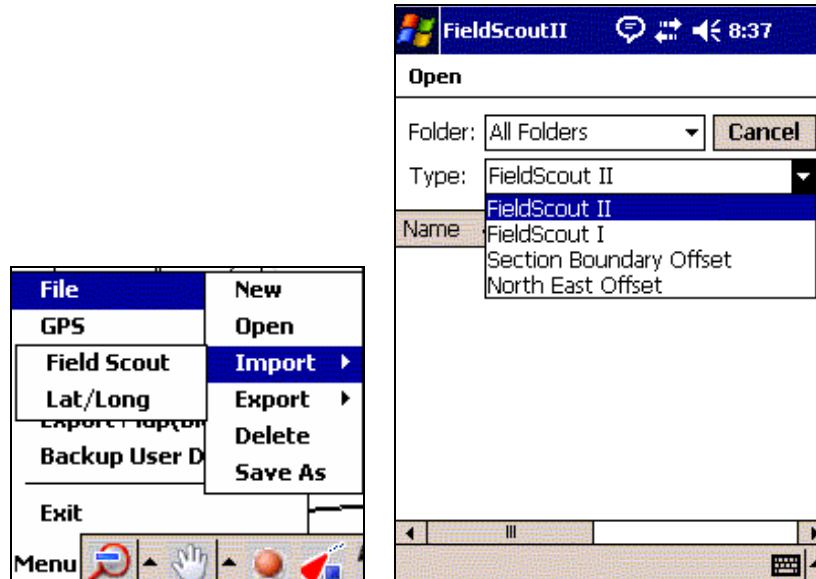 File
GPS
Field Scout
Lat/Long
Backup User D
Exit
Menu
New
Open
Import
Export
Delete
Save As
FieldScoutII 8:37
Open
Folder: All Folders Cancel
Type: FieldScout II
Name
FieldScout II
FieldScout I
Section Boundary Offset
North East Offset